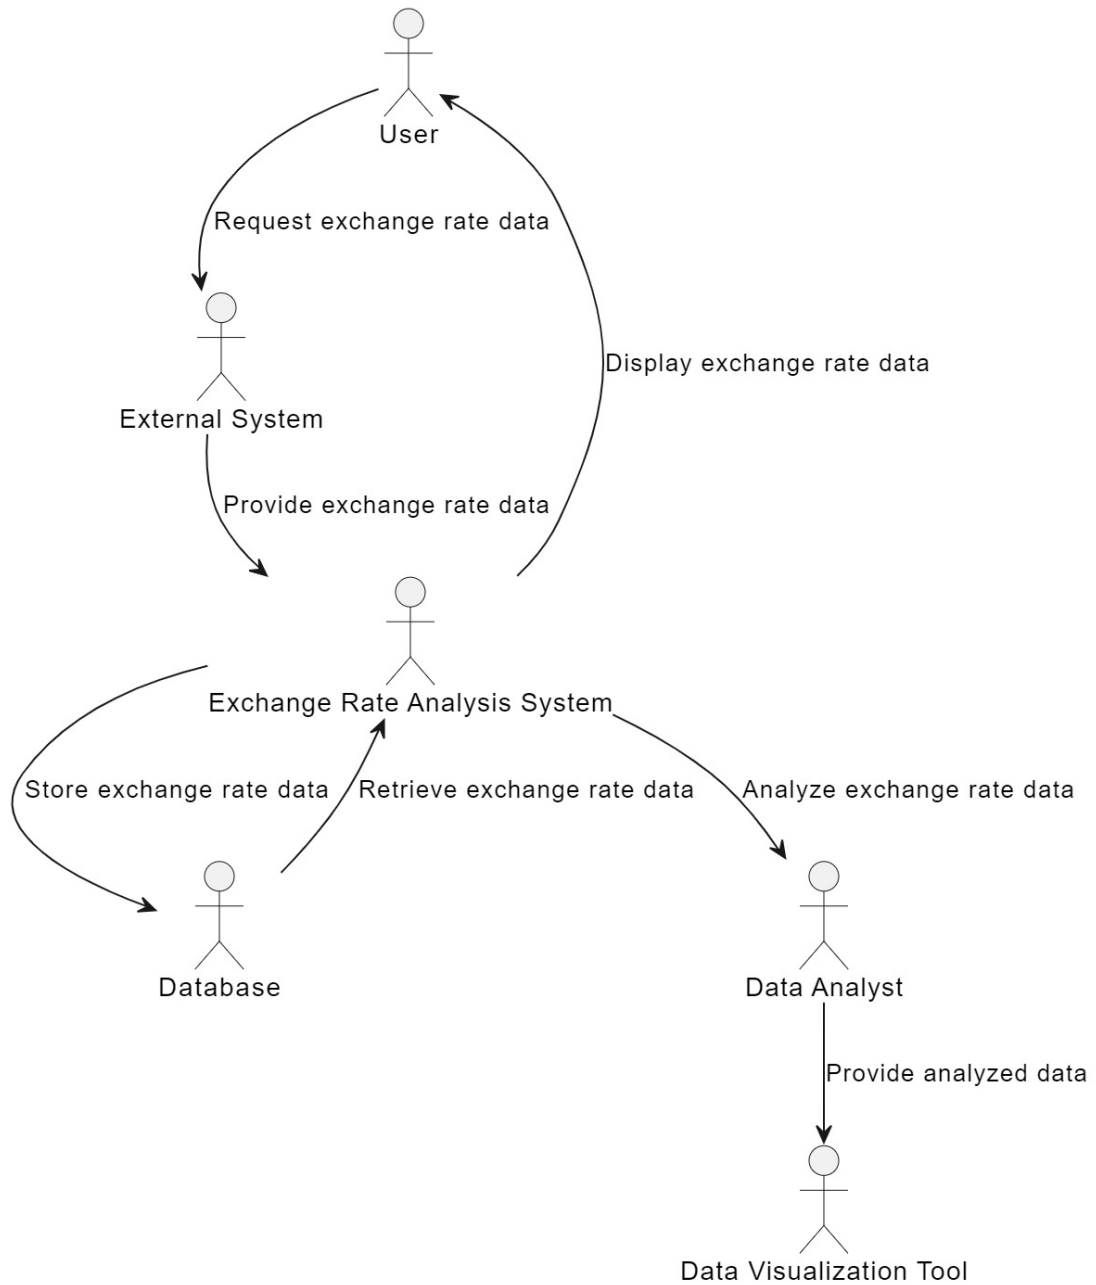 User
Request exchange rate data
Display exchange rate data
External System
Provide exchange rate data
Exchange Rate Analysis System
Store exchange rate data
Retrieve exchange rate data
Analyze exchange rate data
Database
Data Analyst
Provide analyzed data
Data Visualization Tool